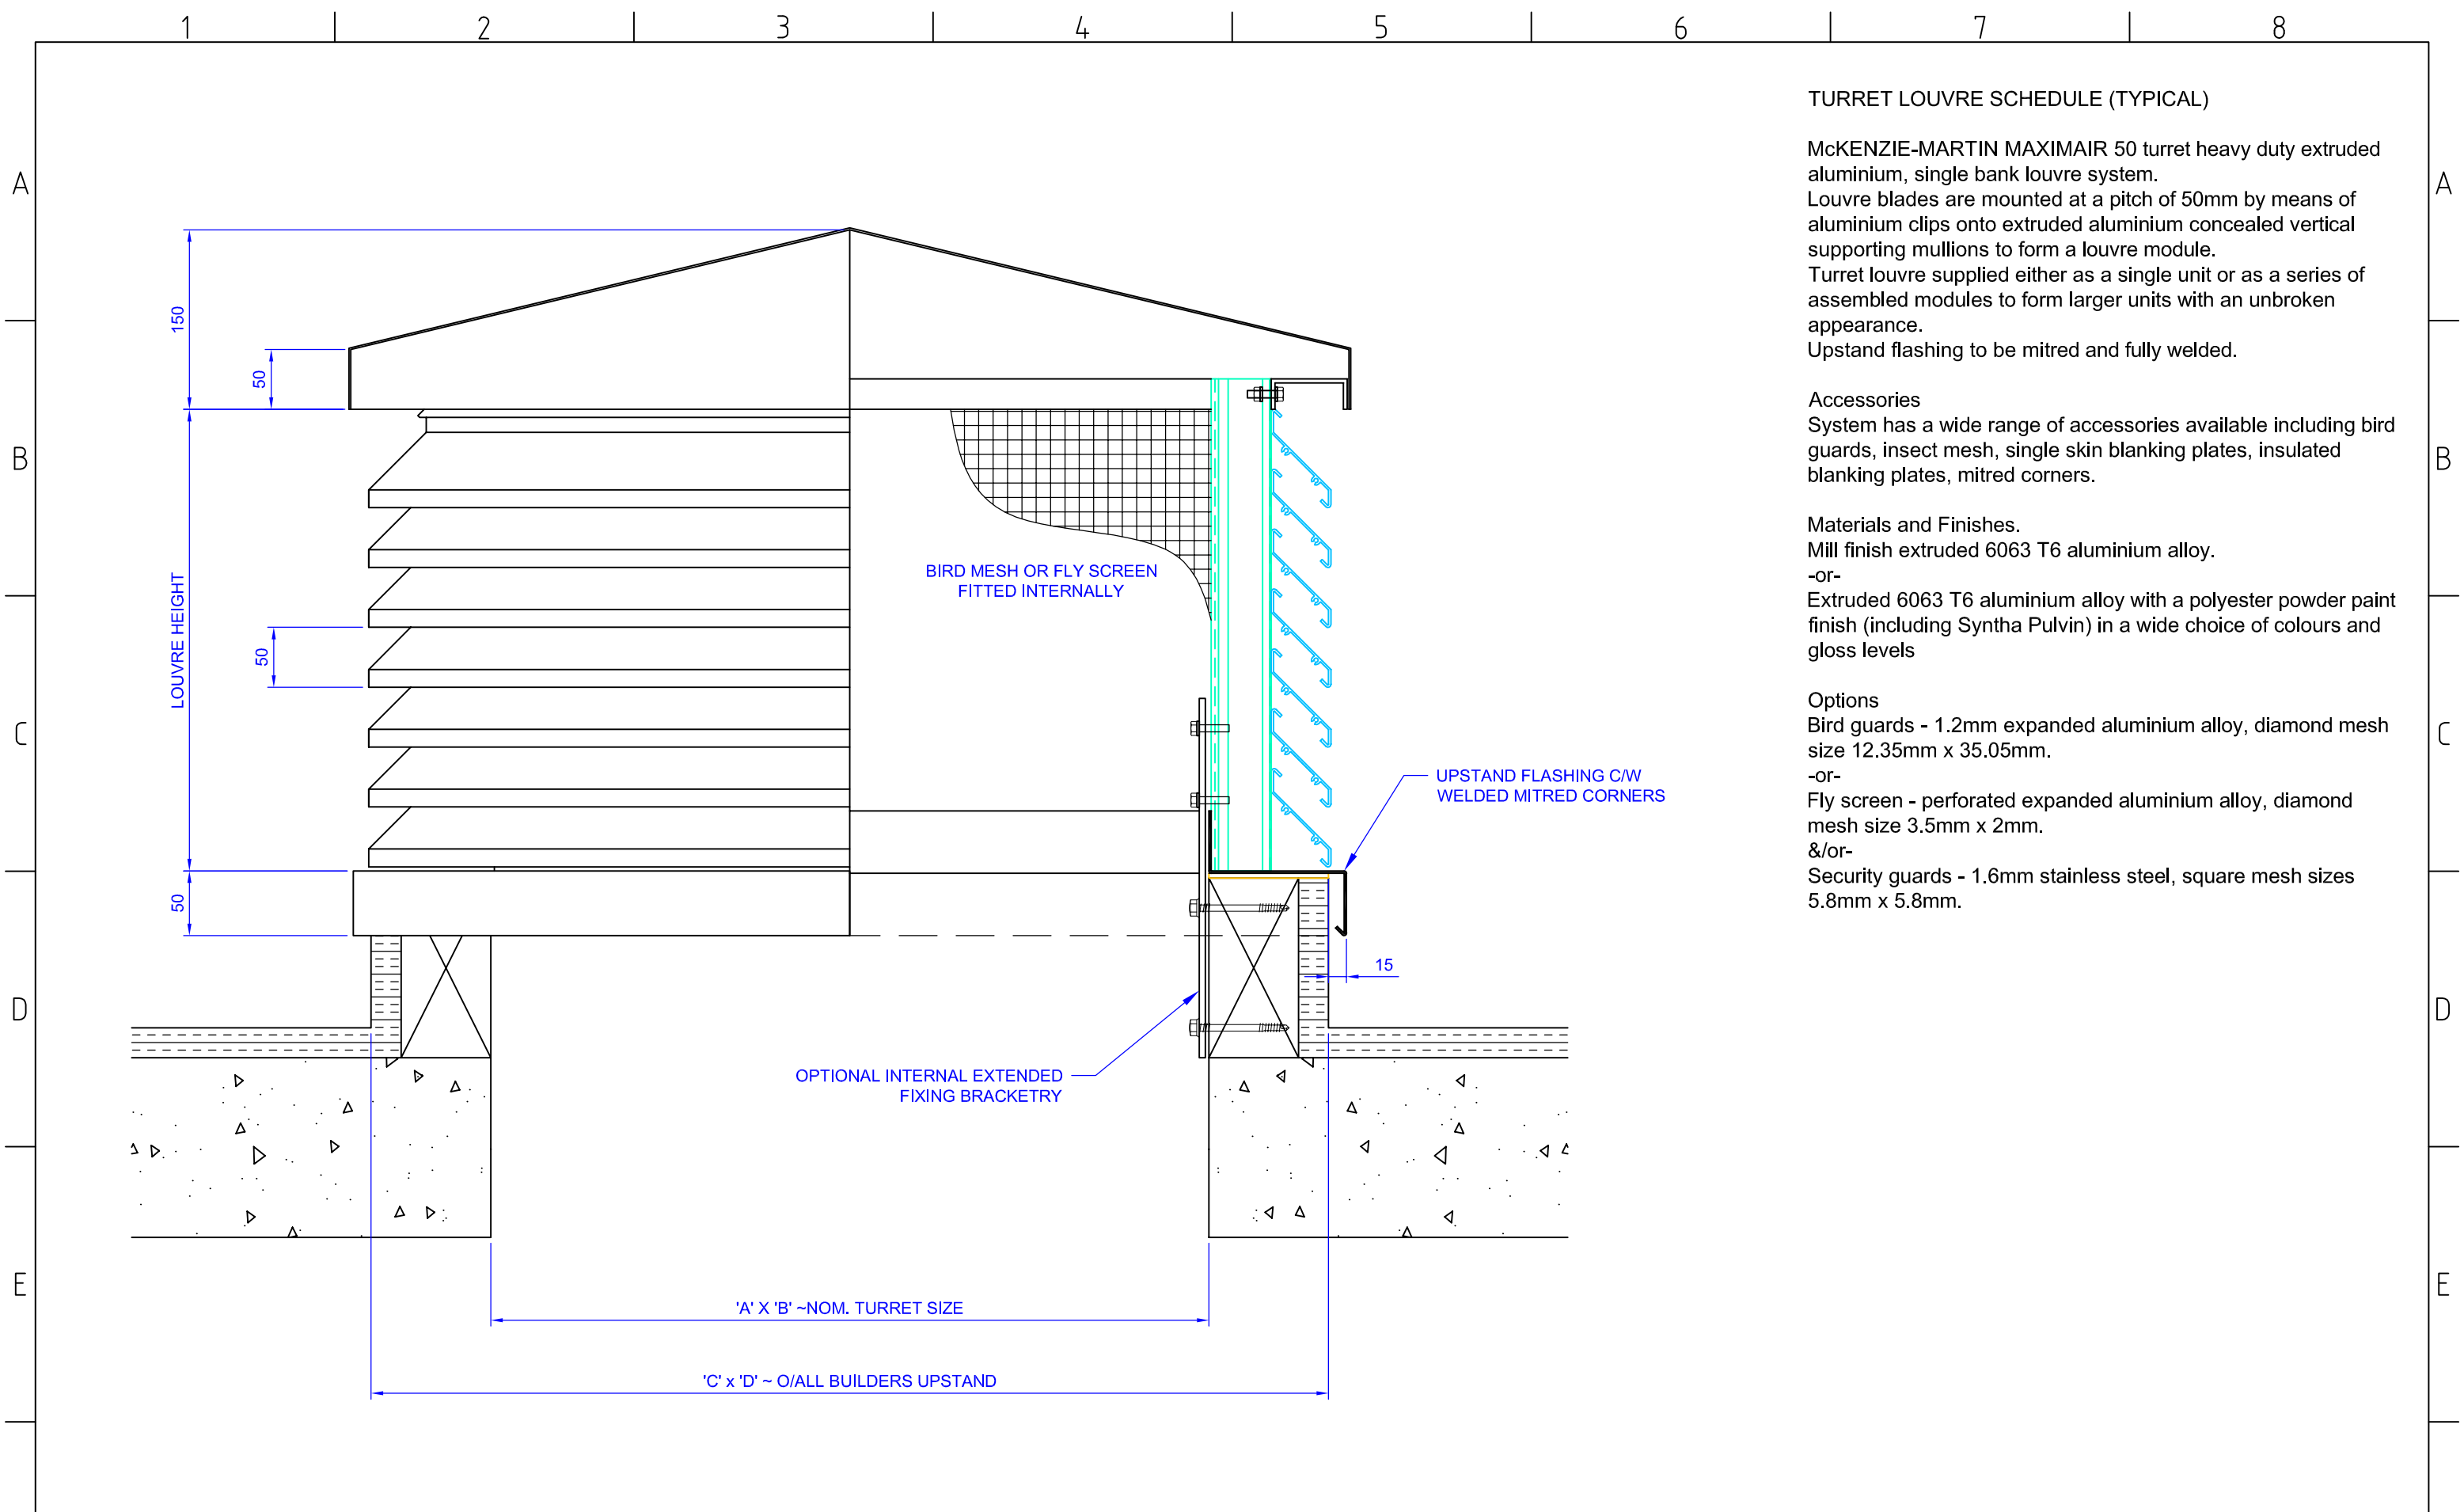 1 2 3 4 5 6 7 8
A A
B B
C C
D D
E E
TURRET LOUVRE SCHEDULE (TYPICAL)
McKENZIE-MARTIN MAXIMAIR 50 turret heavy duty extruded
aluminium, single bank louvre system.
Louvre blades are mounted at a pitch of 50mm by means of
aluminium clips onto extruded aluminium concealed vertical
supporting mullions to form a louvre module.
Turret louvre supplied either as a single unit or as a series of
assembled modules to form larger units with an unbroken
appearance.
Upstand flashing to be mitred and fully welded.
Accessories
System has a wide range of accessories available including bird
guards, insect mesh, single skin blanking plates, insulated
blanking plates, mitred corners.
Materials and Finishes.
Mill finish extruded 6063 T6 aluminium alloy.
-or-
Extruded 6063 T6 aluminium alloy with a polyester powder paint
finish (including Syntha Pulvin) in a wide choice of colours and
gloss levels
Options
Bird guards - 1.2mm expanded aluminium alloy, diamond mesh
size 12.35mm x 35.05mm.
-or-
Fly screen - perforated expanded aluminium alloy, diamond
mesh size 3.5mm x 2mm.
&/or-
Security guards - 1.6mm stainless steel, square mesh sizes
5.8mm x 5.8mm.
150
50
LOUVRE HEIGHT
50
50
BIRD MESH OR FLY SCREEN
FITTED INTERNALLY
UPSTAND FLASHING C/W
WELDED MITRED CORNERS
15
OPTIONAL INTERNAL EXTENDED
FIXING BRACKETRY
'A' X 'B' ~NOM. TURRET SIZE
'C' x 'D' ~ O/ALL BUILDERS UPSTAND